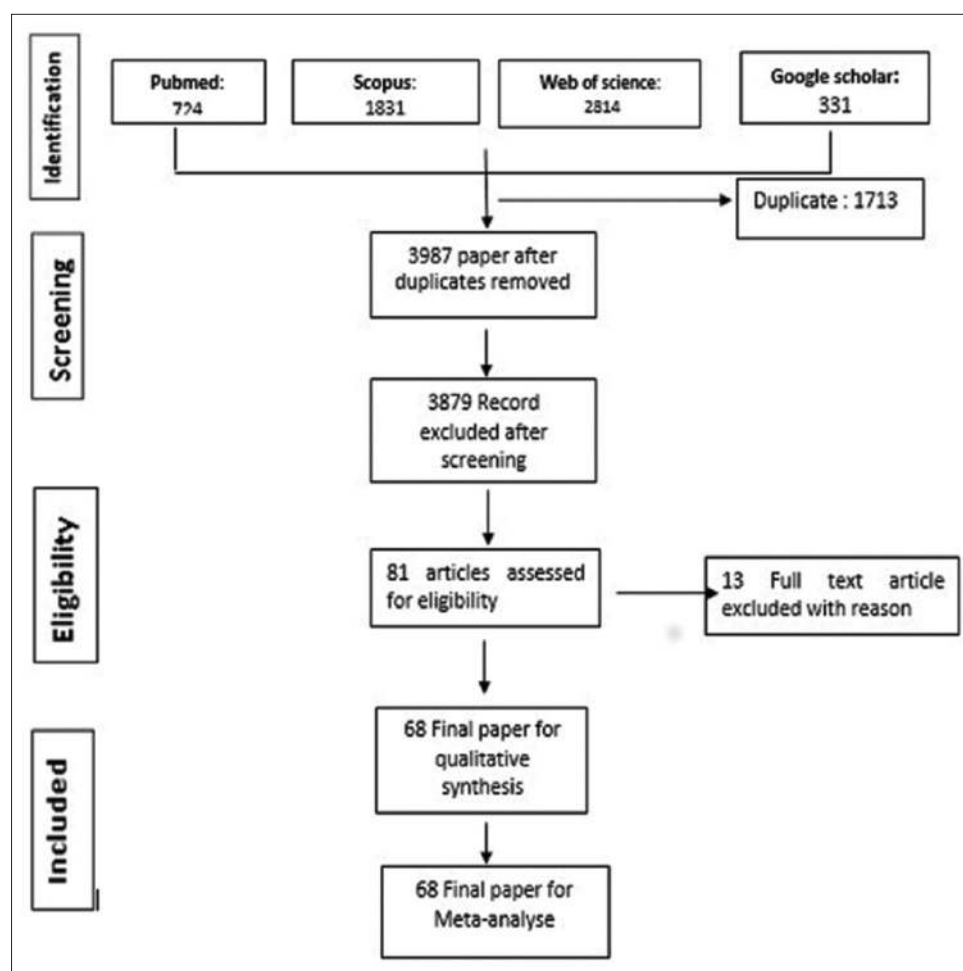 Identification
Pubmed:
724
Scopus:
1831
Web of science:
2814
Google scholar:
331
Duplicate : 1713
Screening
3987 paper after
duplicates removed
3879 Record
excluded after
screening
Eligibility
81 articles assessed
for eligibility
13 Full text article
excluded with reason
Included
68 Final paper for
qualitative
synthesis
68 Final paper for
Meta-analyse